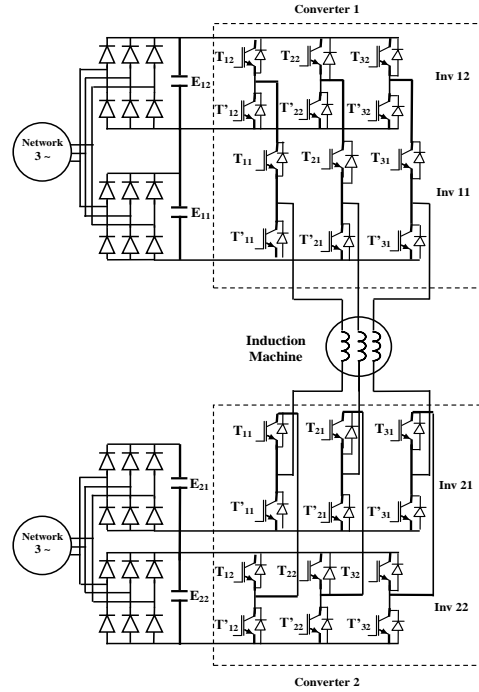 Converter 1
T12 T22 T32
E12
Inv 12
T'12 T'22 T'32
Network
3 ~
T11 T21 T31
E11
Inv 11
T'11 T'21 T'31
Induction
Machine
T11 T21 T31
E21
Inv 21
T'11 T'21 T'31
Network
3 ~
T12 T22 T32
E22
Inv 22
T'12 T'22 T'32
Converter 2